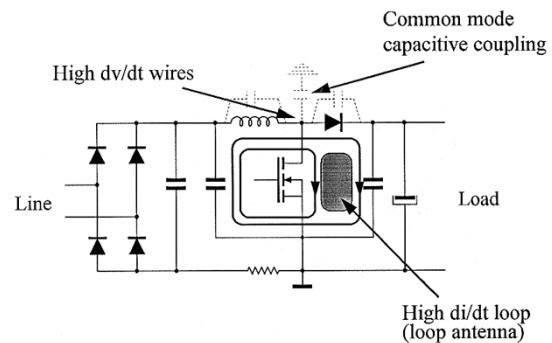 Common mode
capacitive coupling
High dv/dt wires
Line
Load
High di/dt loop
(loop antenna)